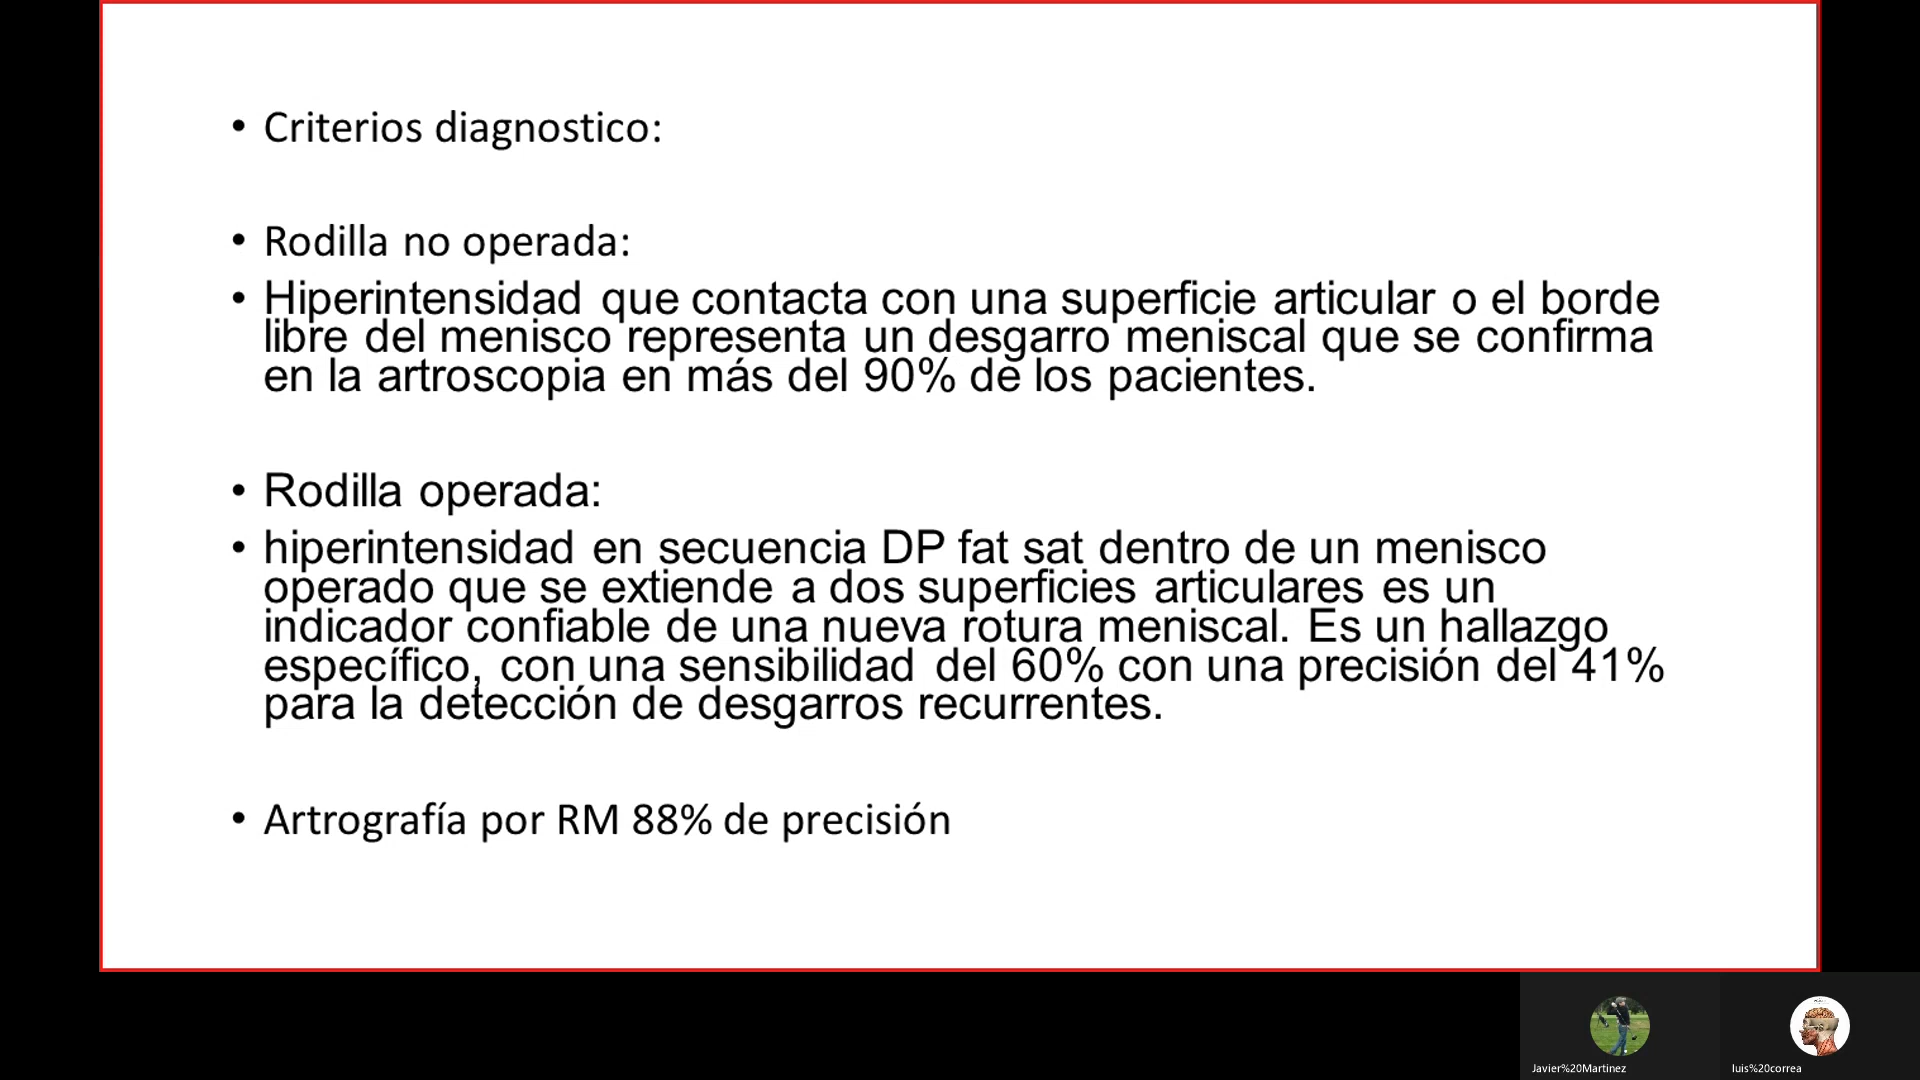 • Criterios diagnostico:
• Rodilla no operada:
• Hiperintensidad que contacta con una superficie articular o el borde
libre del menisco representa un desgarro meniscal que se confirma
en la artroscopia en más del 90% de los pacientes.
• Rodilla operada:
• hiperintensidad en secuencia DP fat sat dentro de un menisco
operado que se extiende a dos superficies articulares es un
indicador confiable de una nueva rotura meniscal. Es un hallazgo
específico, con una sensibilidad del 60% con una precisión del 41%
para la detección de desgarros recurrentes.
• Artrografía por RM 88% de precisión
Javier%20Martinez
luis%20correa